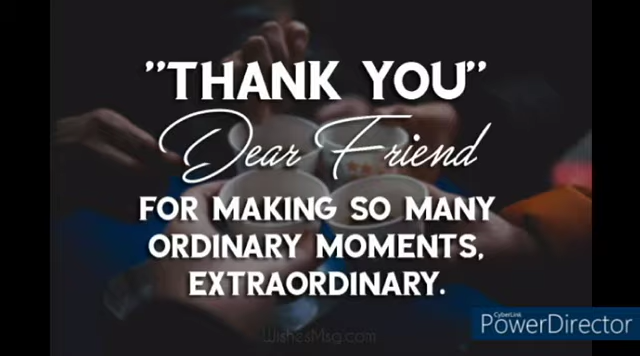 ”THANK YOU”
Dear Friend
FOR MAKING SO MANY
ORDINARY MOMENTS,
EXTRAORDINARY.
WishesMsg.com
CyberLink
PowerDirector